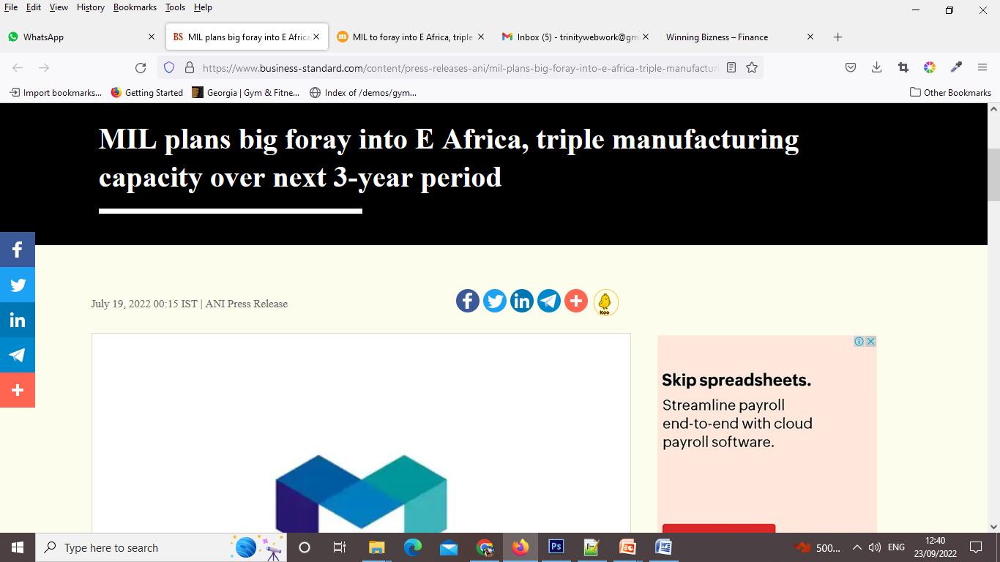 File Edit View History Bookmarks Tools Help
WhatsApp
BS MIL plans big foray into E Africa
MIL to foray into E Africa, triple
Inbox (5) - trinitywebwork@gm
Winning Bizness – Finance
https://www.business-standard.com/content/press-releases-ani/mil-plans-big-foray-into-e-africa-triple-manufacturi
Import bookmarks...
Getting Started
Georgia | Gym & Fitne...
Index of /demos/gym...
Other Bookmarks
MIL plans big foray into E Africa, triple manufacturing
capacity over next 3-year period
July 19, 2022 00:15 IST | ANI Press Release
Koo
Skip spreadsheets.
Streamline payroll
end-to-end with cloud
payroll software.
Type here to search
Ps
500...
ENG
12:40
23/09/2022